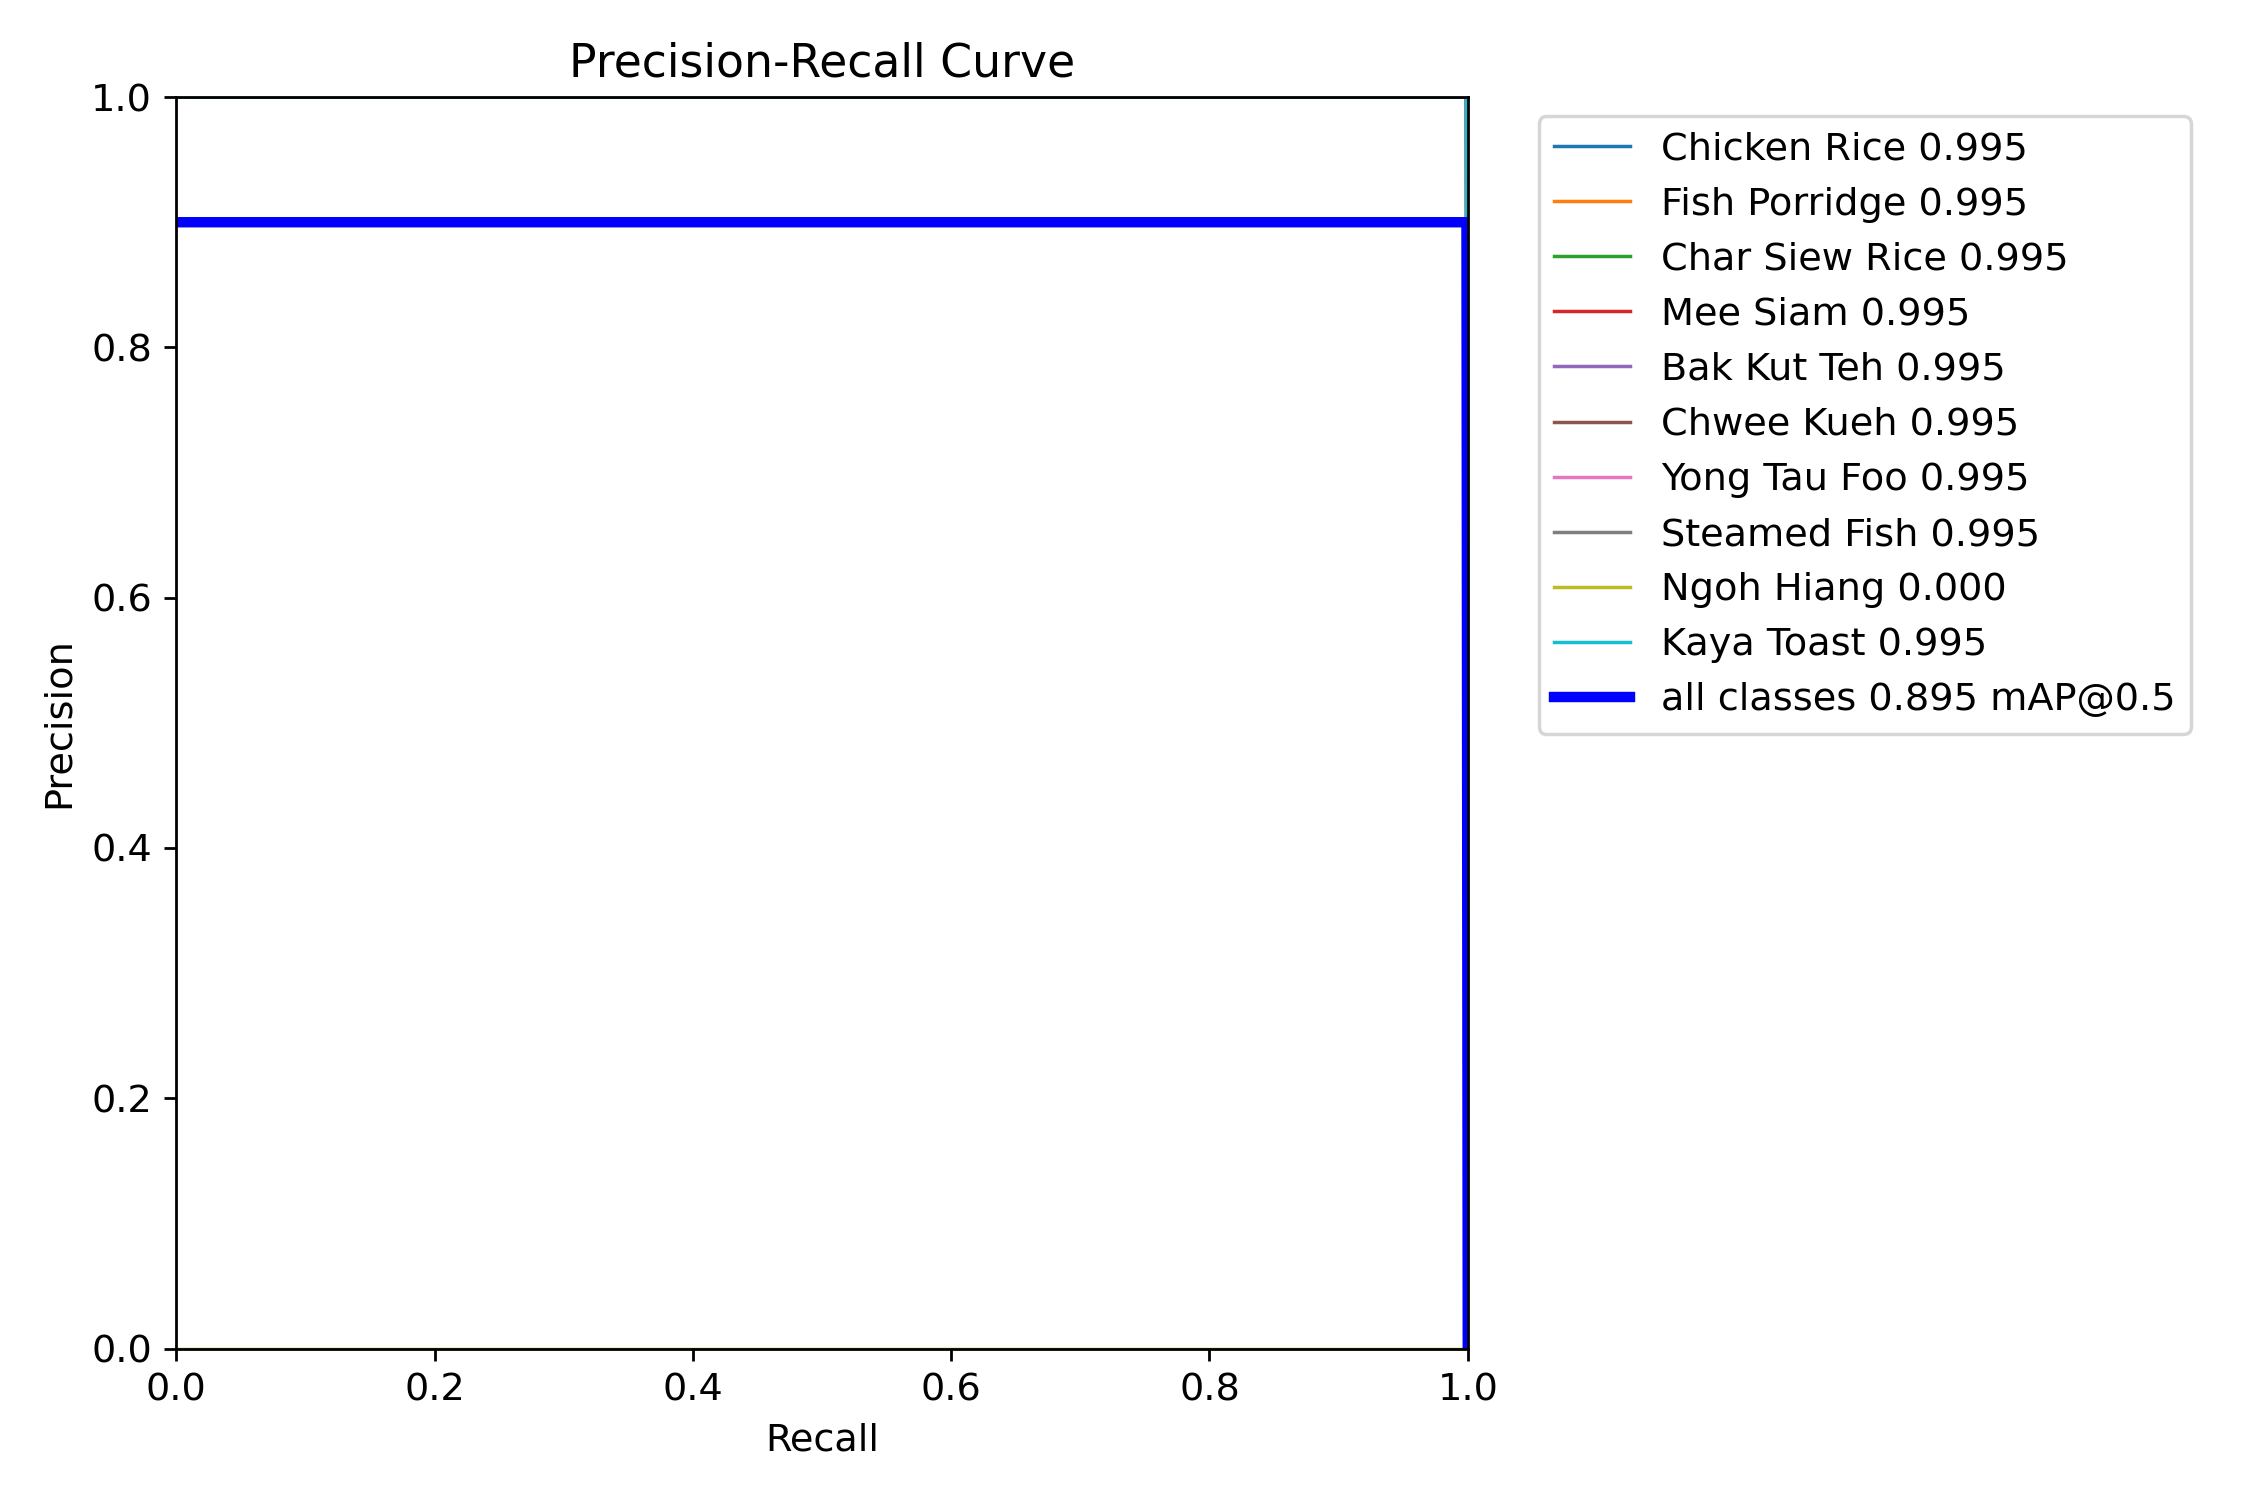 Precision-Recall Curve
1.0
0.8
0.6
0.4
0.2
0.0
Precision
0.0 0.2 0.4 0.6 0.8 1.0
Recall
Chicken Rice 0.995
Fish Porridge 0.995
Char Siew Rice 0.995
Mee Siam 0.995
Bak Kut Teh 0.995
Chwee Kueh 0.995
Yong Tau Foo 0.995
Steamed Fish 0.995
Ngoh Hiang 0.000
Kaya Toast 0.995
all classes 0.895 mAP@0.5